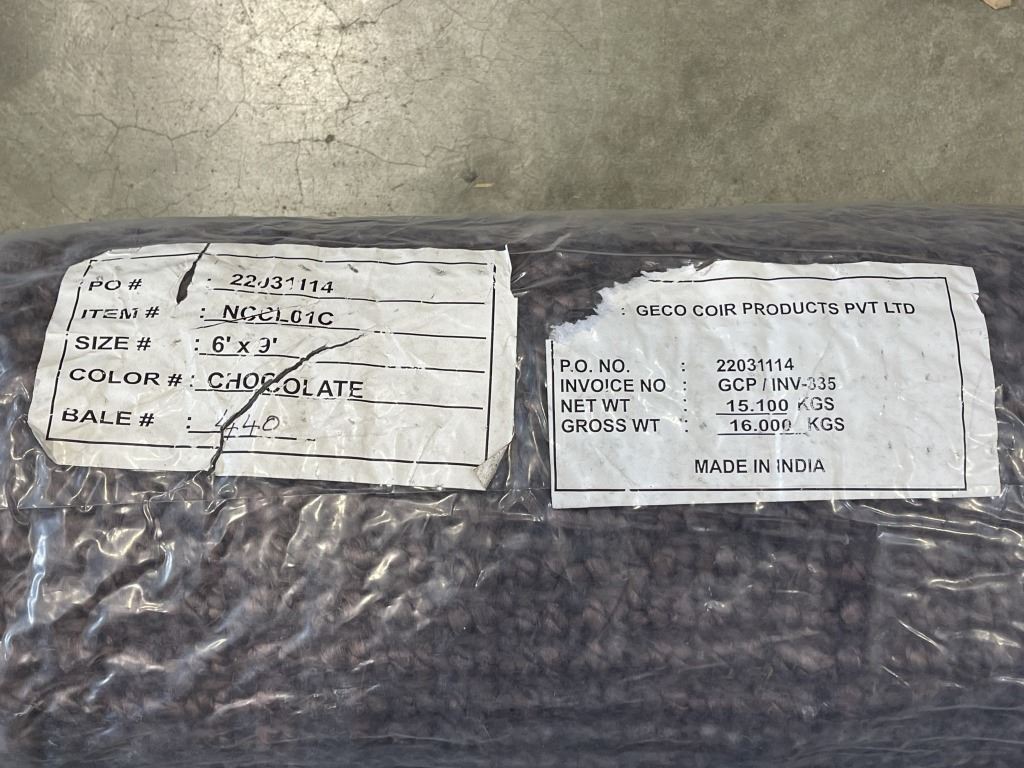 PO # : 22031114
ITEM # : NCCL01C
SIZE # : 6' x 9'
COLOR # : CHOCOLATE
BALE # : 440
: GECO COIR PRODUCTS PVT LTD
P.O. NO. : 22031114
INVOICE NO : GCP / INV-335
NET WT : 15.100 KGS
GROSS WT : 16.000 KGS
MADE IN INDIA